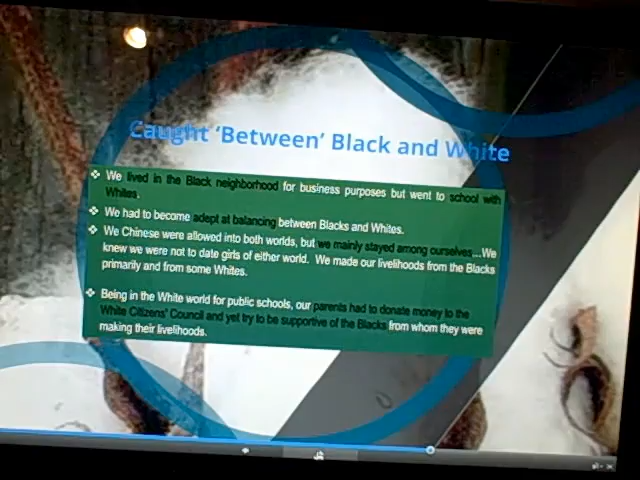 Caught ‘Between’ Black and White
❖ We lived in the Black neighborhood for business purposes but went to school with
Whites.
❖ We had to become adept at balancing between Blacks and Whites.
❖ We Chinese were allowed into both worlds, but we mainly stayed among ourselves...We
knew we were not to date girls of either world. We made our livelihoods from the Blacks
primarily and from some Whites.
❖ Being in the White world for public schools, our parents had to donate money to the
White Citizens' Council and yet try to be supportive of the Blacks from whom they were
making their livelihoods.